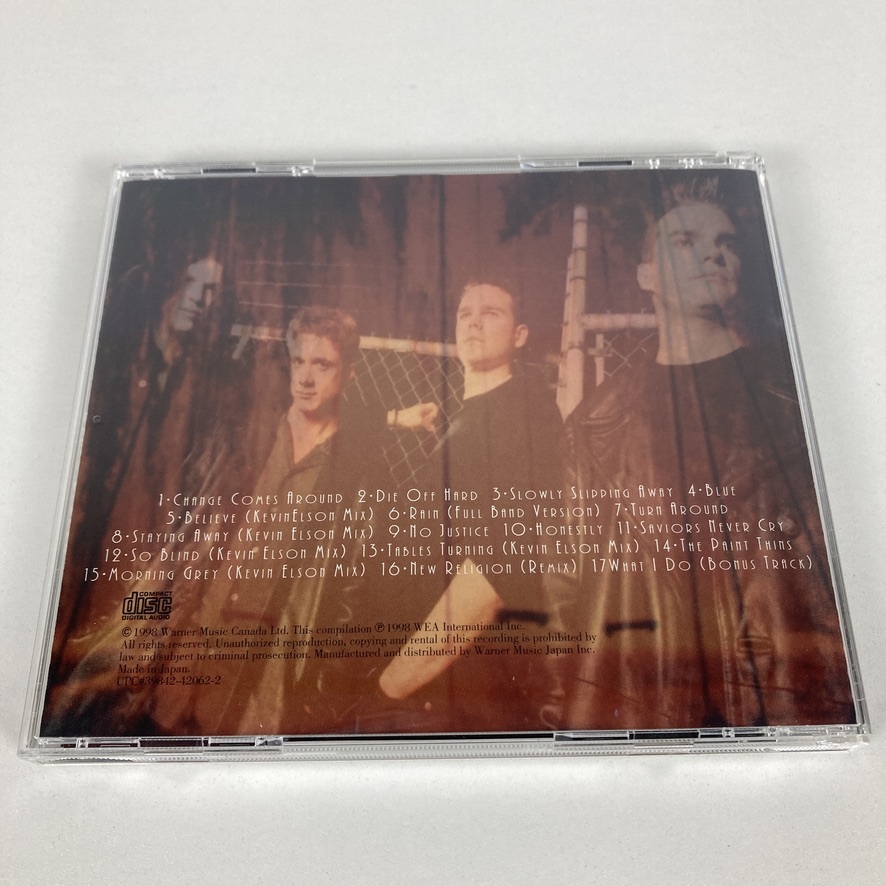 1•Change Comes Around 2•Die Off Hard 3•Slowly Slipping Away 4•Blue
5•Believe (KevinElson Mix) 6•Rain (Full Band Version) 7•Turn Around
8•Staying Away (Kevin Elson Mix) 9•No Justice 10•Honestly 11•Saviors Never Cry
12•So Blind (Kevin Elson Mix) 13•Tables Turning (Kevin Elson Mix) 14•The Paint Thins
15•Morning Grey (Kevin Elson Mix) 16•New Religion (Remix) 17What I Do (Bonus Track)
COMPACT
disc
DIGITAL AUDIO
©1998 Warner Music Canada Ltd. This compilation ℗1998 WEA International Inc.
All rights reserved. Unauthorized reproduction, copying and rental of this recording is prohibited by
law and subject to criminal prosecution. Manufactured and distributed by Warner Music Japan Inc.
Made in Japan.
UPC#39842-42062-2